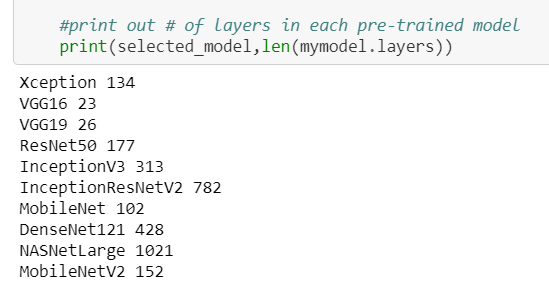 #print out # of layers in each pre-trained model
print(selected_model,len(mymodel.layers))
Xception 134
VGG16 23
VGG19 26
ResNet50 177
InceptionV3 313
InceptionResNetV2 782
MobileNet 102
DenseNet121 428
NASNetLarge 1021
MobileNetV2 152